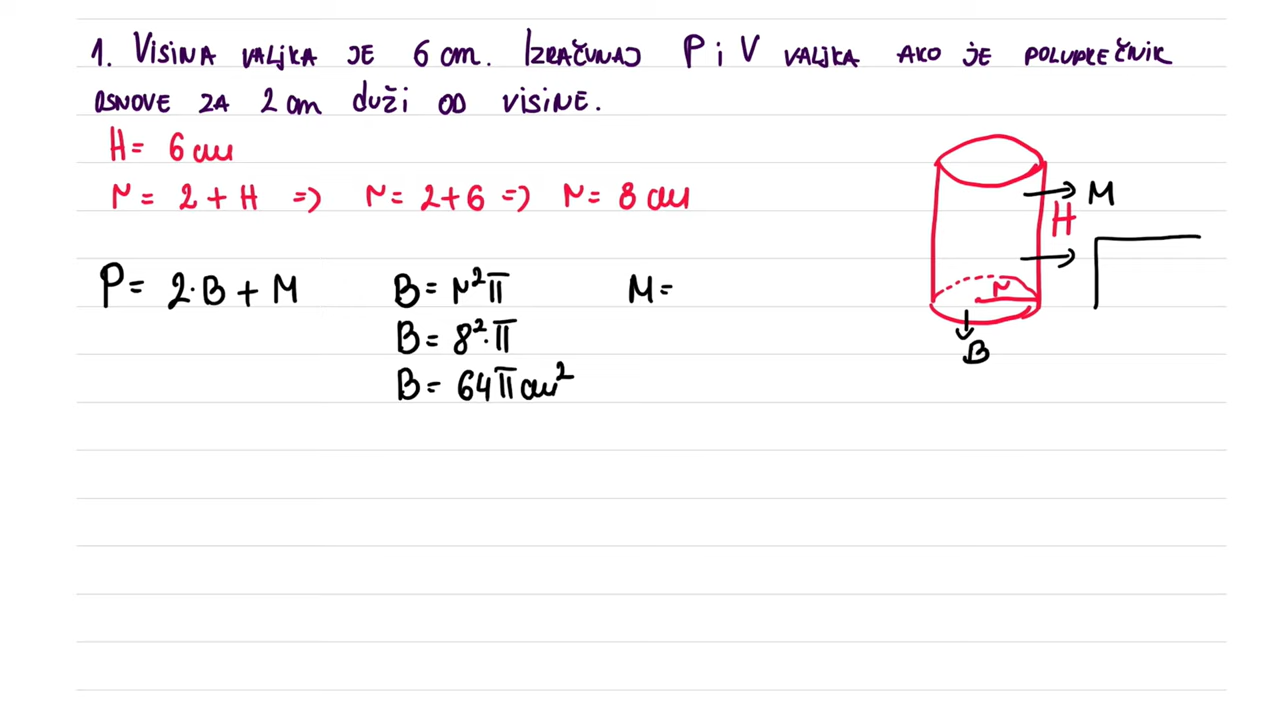 1. Visina valjka je 6 cm. Izračunaj P i V valjka ako je poluprečnik
osnove za 2 cm duži od visine.
H = 6 cm
r = 2 + H => r = 2+6 => r = 8 cm
P = 2·B + M
B = r²π
B = 8²·π
B = 64π cm²
M =
M
H
r
B